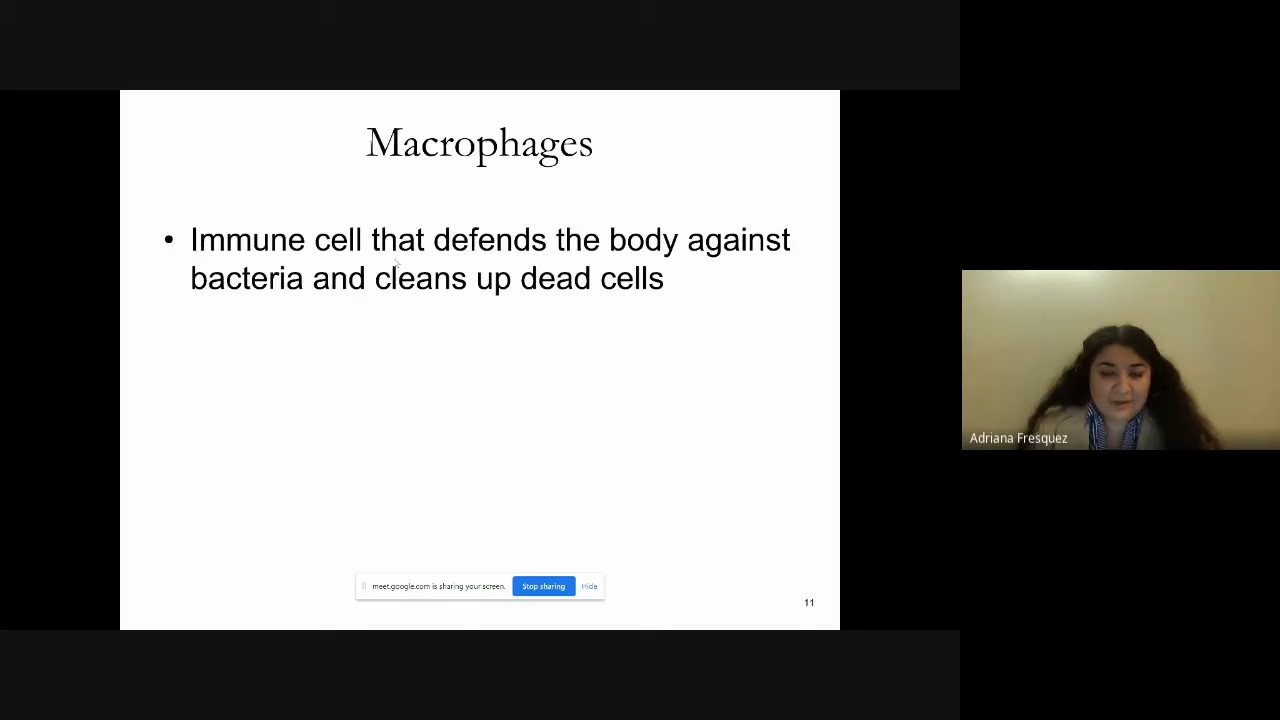 Macrophages
• Immune cell that defends the body against
bacteria and cleans up dead cells
Adriana Fresquez
meet.google.com is sharing your screen. Stop sharing Hide
11